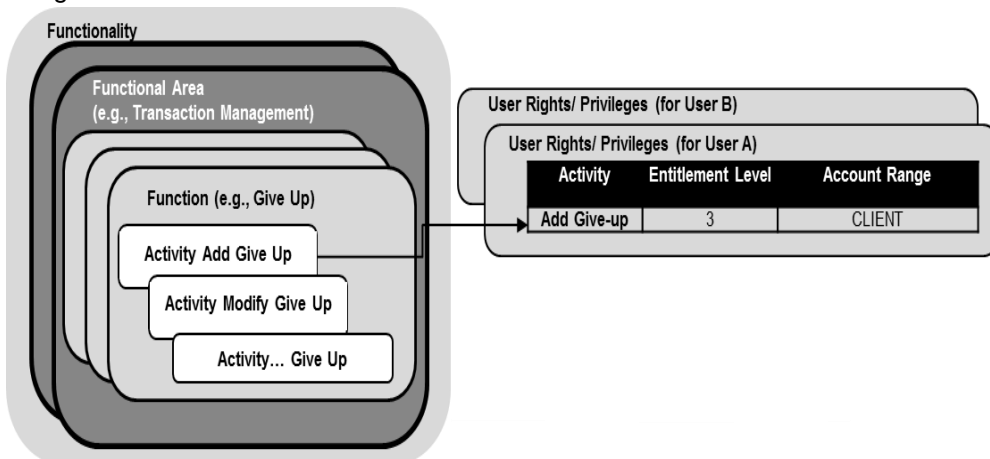 Functionality
Functional Area
(e.g., Transaction Management)
Function (e.g., Give Up)
Activity Add Give Up
Activity Modify Give Up
Activity... Give Up
User Rights/ Privileges (for User B)
User Rights/ Privileges (for User A)
Activity Entitlement Level Account Range
Add Give-up 3 CLIENT